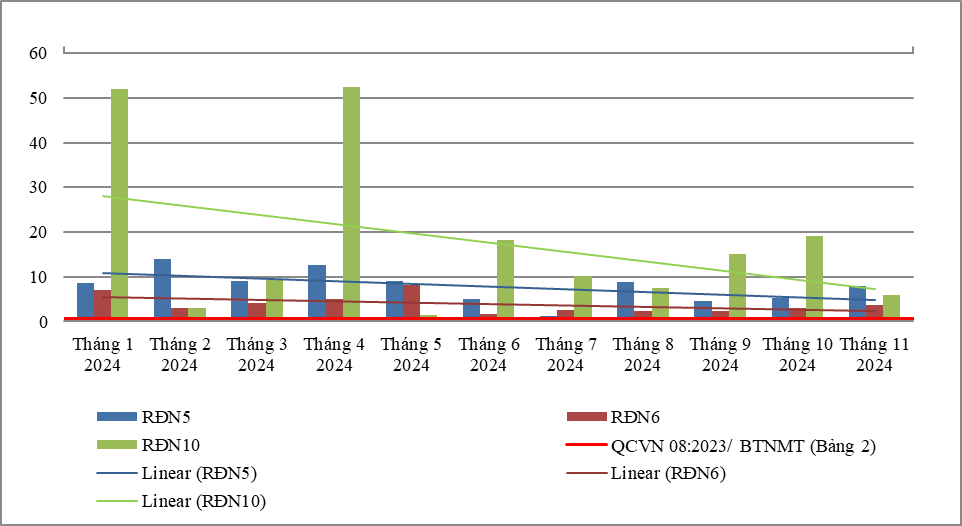 60
50
40
30
20
10
0
Tháng 1 Tháng 2 Tháng 3 Tháng 4 Tháng 5 Tháng 6 Tháng 7 Tháng 8 Tháng 9 Tháng 10 Tháng 11
2024 2024 2024 2024 2024 2024 2024 2024 2024 2024 2024
RĐN5 RĐN6
RĐN10 QCVN 08:2023/ BTNMT (Bảng 2)
Linear (RĐN5) Linear (RĐN6)
Linear (RĐN10)